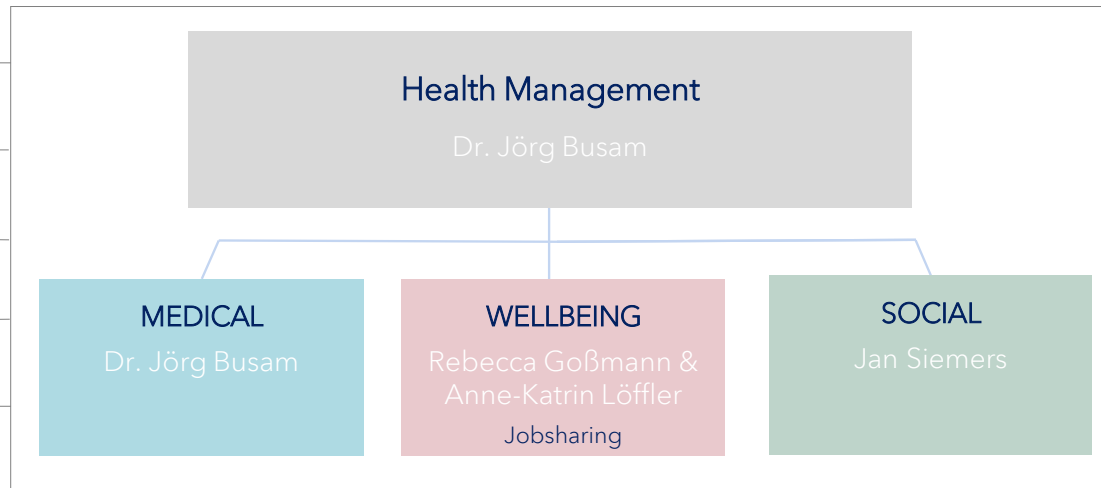 Health Management
Dr. Jörg Busam
MEDICAL
Dr. Jörg Busam
WELLBEING
Rebecca Goßmann &
Anne-Katrin Löffler
Jobsharing
SOCIAL
Jan Siemers